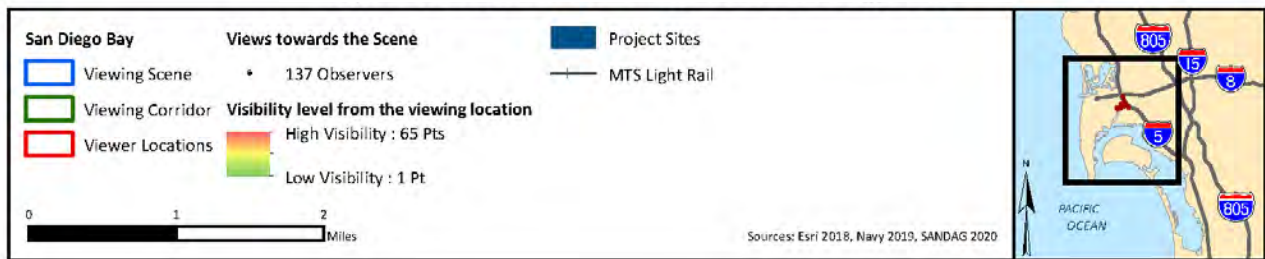 San Diego Bay
Viewing Scene
Viewing Corridor
Viewer Locations
Views towards the Scene
137 Observers
Visibility level from the viewing location
High Visibility : 65 Pts
Low Visibility : 1 Pt
Project Sites
MTS Light Rail
0 1 2
Miles
Sources: Esri 2018, Navy 2019, SANDAG 2020
805
15
8
5
805
N
PACIFIC
OCEAN